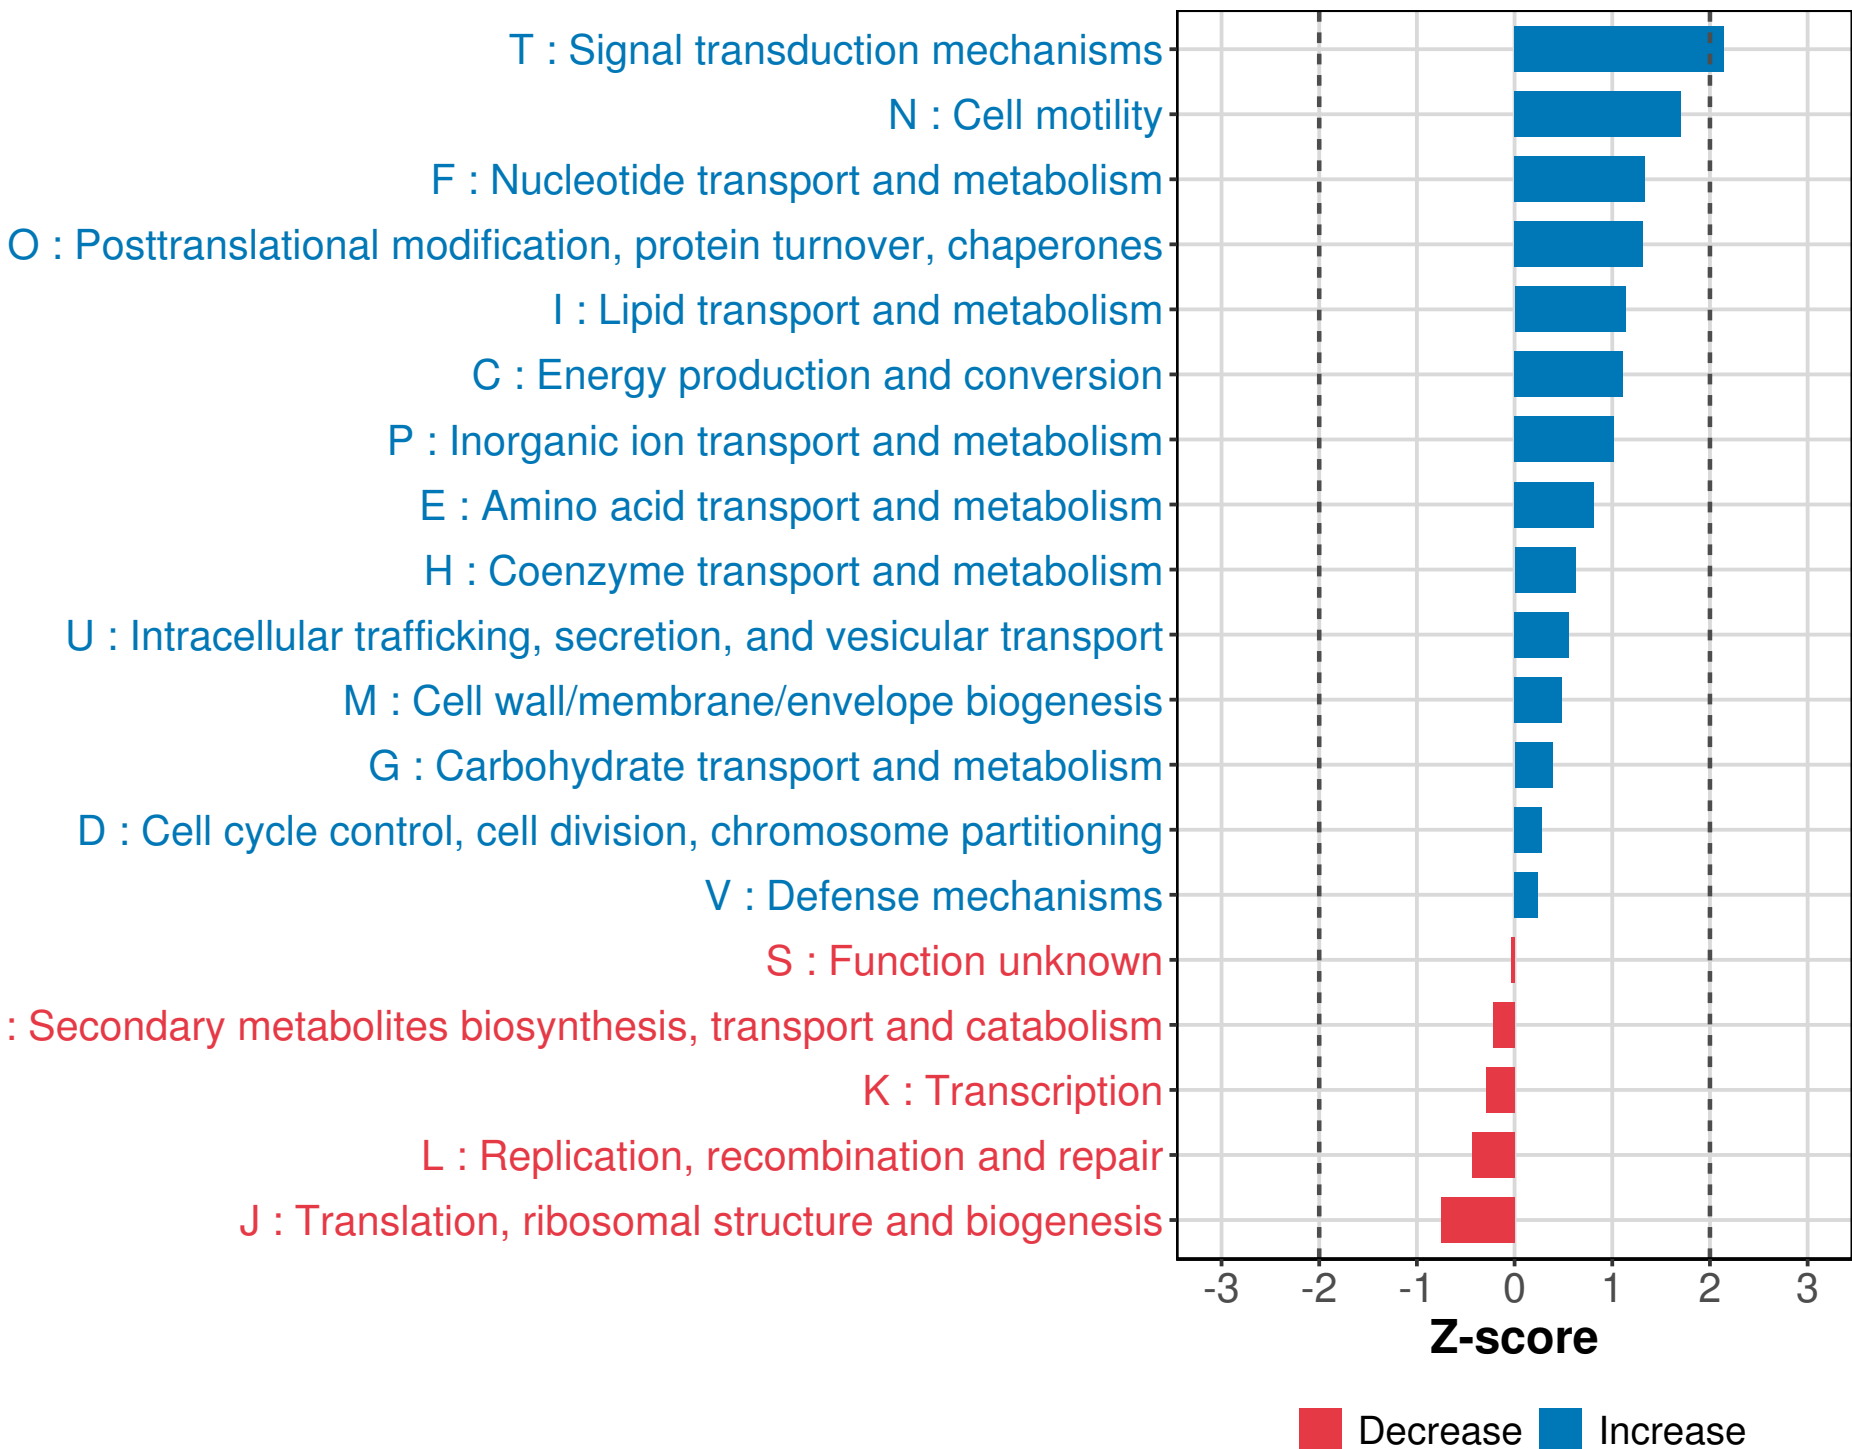 T : Signal transduction mechanisms
N : Cell motility
F : Nucleotide transport and metabolism
O : Posttranslational modification, protein turnover, chaperones
I : Lipid transport and metabolism
C : Energy production and conversion
P : Inorganic ion transport and metabolism
E : Amino acid transport and metabolism
H : Coenzyme transport and metabolism
U : Intracellular trafficking, secretion, and vesicular transport
M : Cell wall/membrane/envelope biogenesis
G : Carbohydrate transport and metabolism
D : Cell cycle control, cell division, chromosome partitioning
V : Defense mechanisms
S : Function unknown
: Secondary metabolites biosynthesis, transport and catabolism
K : Transcription
L : Replication, recombination and repair
J : Translation, ribosomal structure and biogenesis
-3 -2 -1 0 1 2 3
Z-score
Decrease Increase